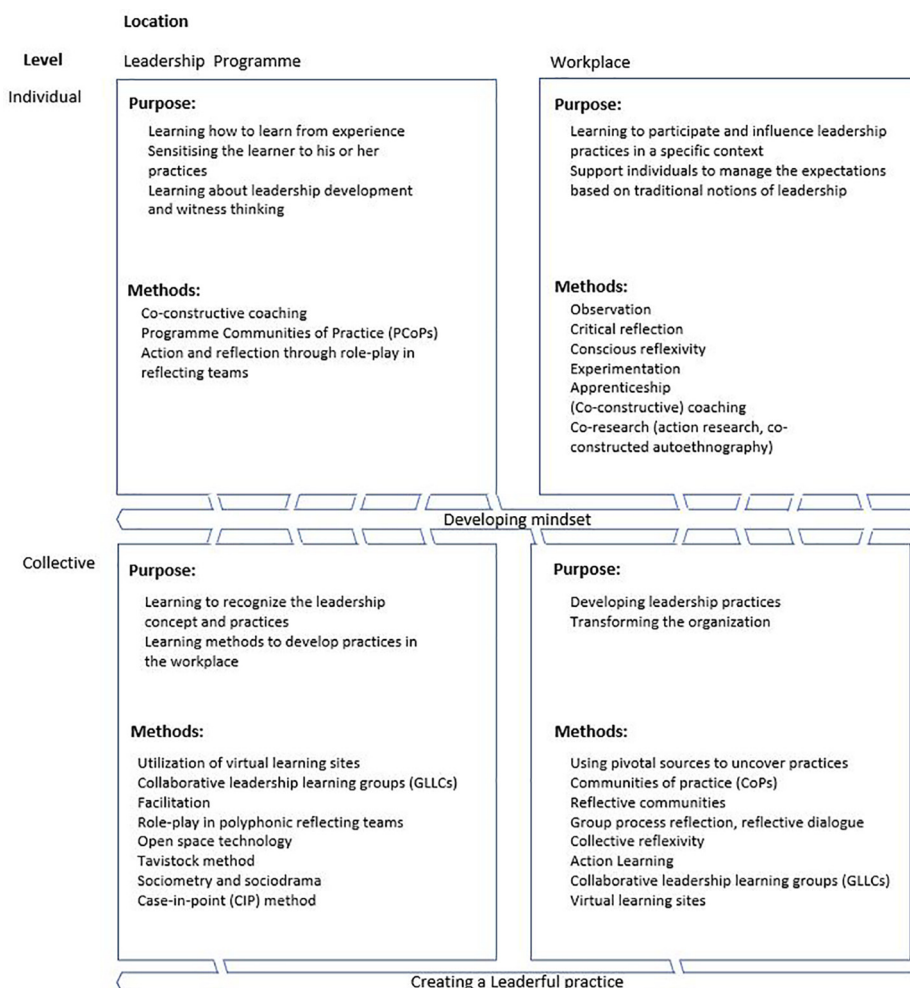 Location
Level
Leadership Programme
Workplace
Individual
Purpose:
Learning how to learn from experience
Sensitising the learner to his or her
practices
Learning about leadership development
and witness thinking
Methods:
Co-constructive coaching
Programme Communities of Practice (PCoPs)
Action and reflection through role-play in
reflecting teams
Purpose:
Learning to participate and influence leadership
practices in a specific context
Support individuals to manage the expectations
based on traditional notions of leadership
Methods:
Observation
Critical reflection
Conscious reflexivity
Experimentation
Apprenticeship
(Co-constructive) coaching
Co-research (action research, co-
constructed autoethnography)
Developing mindset
Collective
Purpose:
Learning to recognize the leadership
concept and practices
Learning methods to develop practices in
the workplace
Methods:
Utilization of virtual learning sites
Collaborative leadership learning groups (GLLCs)
Facilitation
Role-play in polyphonic reflecting teams
Open space technology
Tavistock method
Sociometry and sociodrama
Case-in-point (CIP) method
Purpose:
Developing leadership practices
Transforming the organization
Methods:
Using pivotal sources to uncover practices
Communities of practice (CoPs)
Reflective communities
Group process reflection, reflective dialogue
Collective reflexivity
Action Learning
Collaborative leadership learning groups (GLLCs)
Virtual learning sites
Creating a Leaderful practice